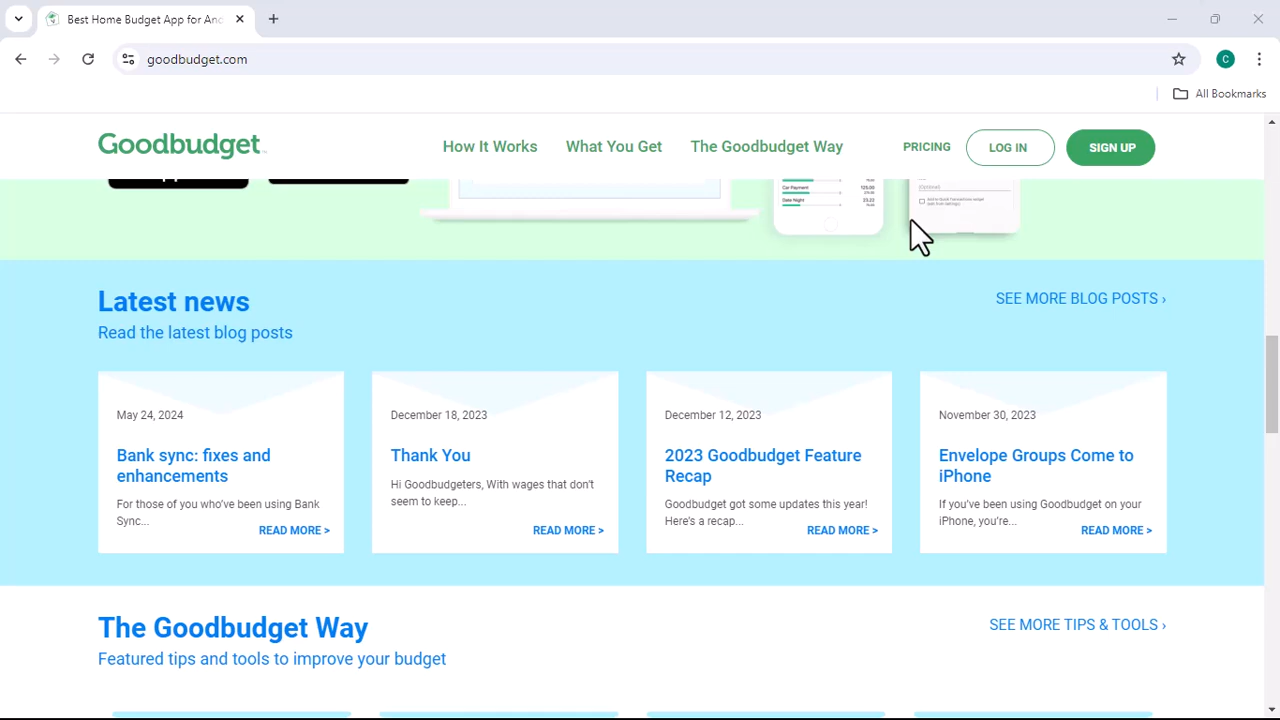 Best Home Budget App for And
goodbudget.com
C
All Bookmarks
Goodbudget
How It Works
What You Get
The Goodbudget Way
PRICING
LOG IN
SIGN UP
Car Payment
Date Night
Latest news
SEE MORE BLOG POSTS ›
Read the latest blog posts
May 24, 2024
Bank sync: fixes and
enhancements
For those of you who've been using Bank
Sync...
READ MORE >
December 18, 2023
Thank You
Hi Goodbudgeters, With wages that don't
seem to keep...
READ MORE >
December 12, 2023
2023 Goodbudget Feature
Recap
Goodbudget got some updates this year!
Here's a recap...
READ MORE >
November 30, 2023
Envelope Groups Come to
iPhone
If you've been using Goodbudget on your
iPhone, you're...
READ MORE >
The Goodbudget Way
SEE MORE TIPS & TOOLS ›
Featured tips and tools to improve your budget